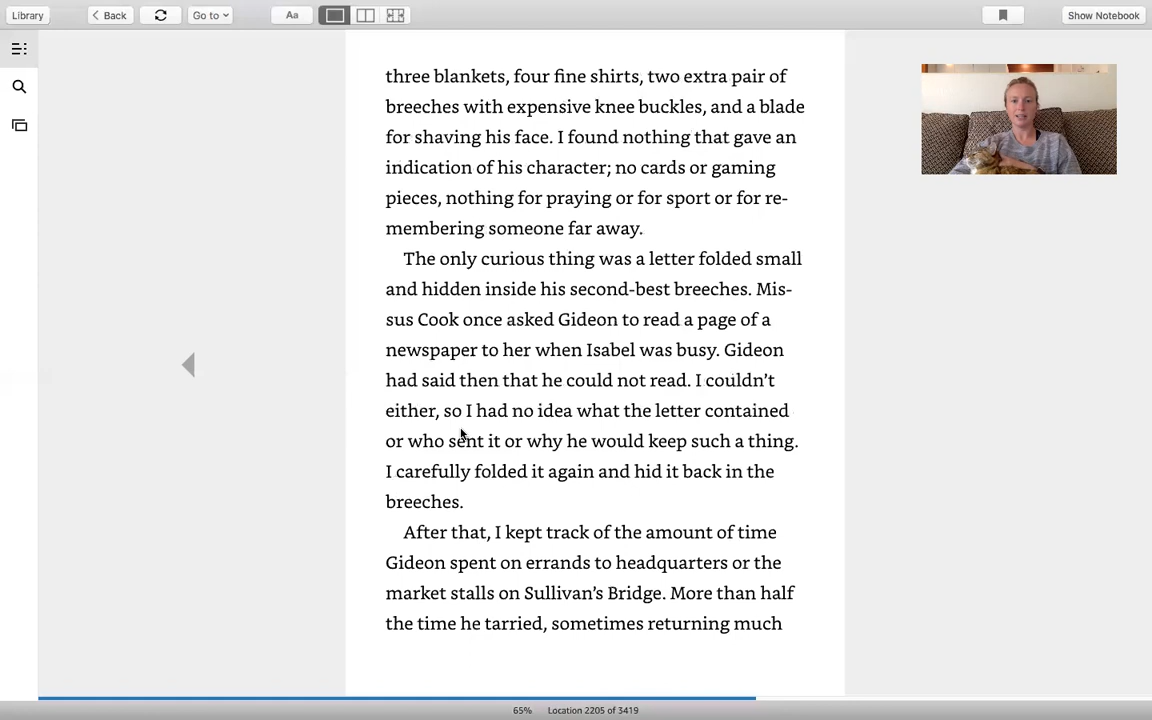 Library
Back
Go to
Aa
Show Notebook
three blankets, four fine shirts, two extra pair of
breeches with expensive knee buckles, and a blade
for shaving his face. I found nothing that gave an
indication of his character; no cards or gaming
pieces, nothing for praying or for sport or for re-
membering someone far away.
The only curious thing was a letter folded small
and hidden inside his second-best breeches. Mis-
sus Cook once asked Gideon to read a page of a
newspaper to her when Isabel was busy. Gideon
had said then that he could not read. I couldn’t
either, so I had no idea what the letter contained
or who sent it or why he would keep such a thing.
I carefully folded it again and hid it back in the
breeches.
After that, I kept track of the amount of time
Gideon spent on errands to headquarters or the
market stalls on Sullivan’s Bridge. More than half
the time he tarried, sometimes returning much
65% Location 2205 of 3419